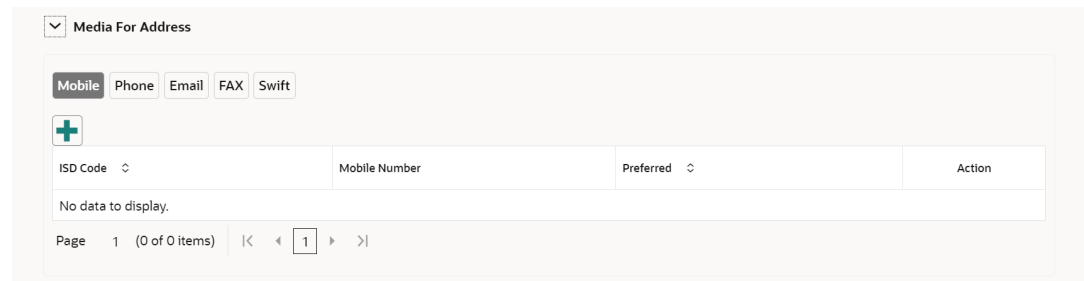 Media For Address
Mobile Phone Email FAX Swift
ISD Code Mobile Number Preferred Action
No data to display.
Page 1 (0 of 0 items) 1